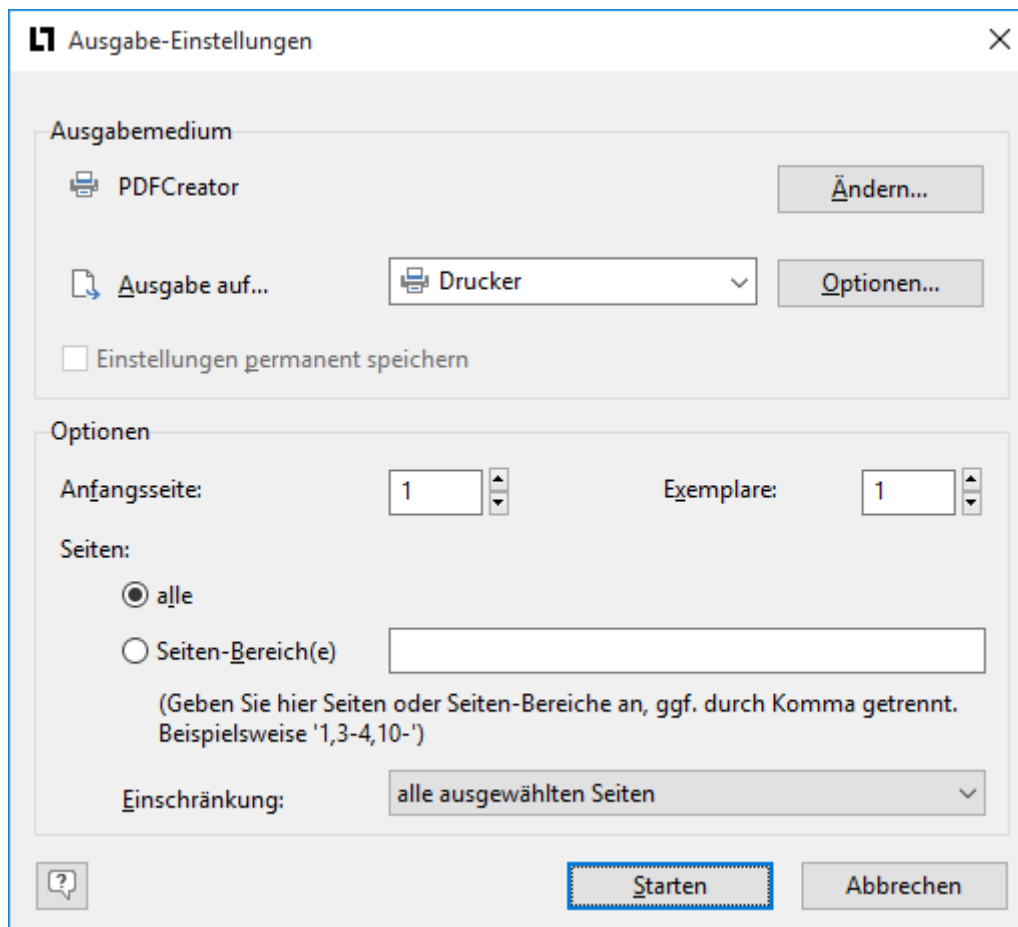 Ausgabe-Einstellungen
Ausgabemedium
PDFCreator
Ändern...
Ausgabe auf...
Drucker
Optionen...
Einstellungen permanent speichern
Optionen
Anfangsseite:
1
Exemplare:
1
Seiten:
alle
Seiten-Bereich(e)
(Geben Sie hier Seiten oder Seiten-Bereiche an, ggf. durch Komma getrennt.
Beispielsweise '1,3-4,10-')
Einschränkung:
alle ausgewählten Seiten
Starten
Abbrechen